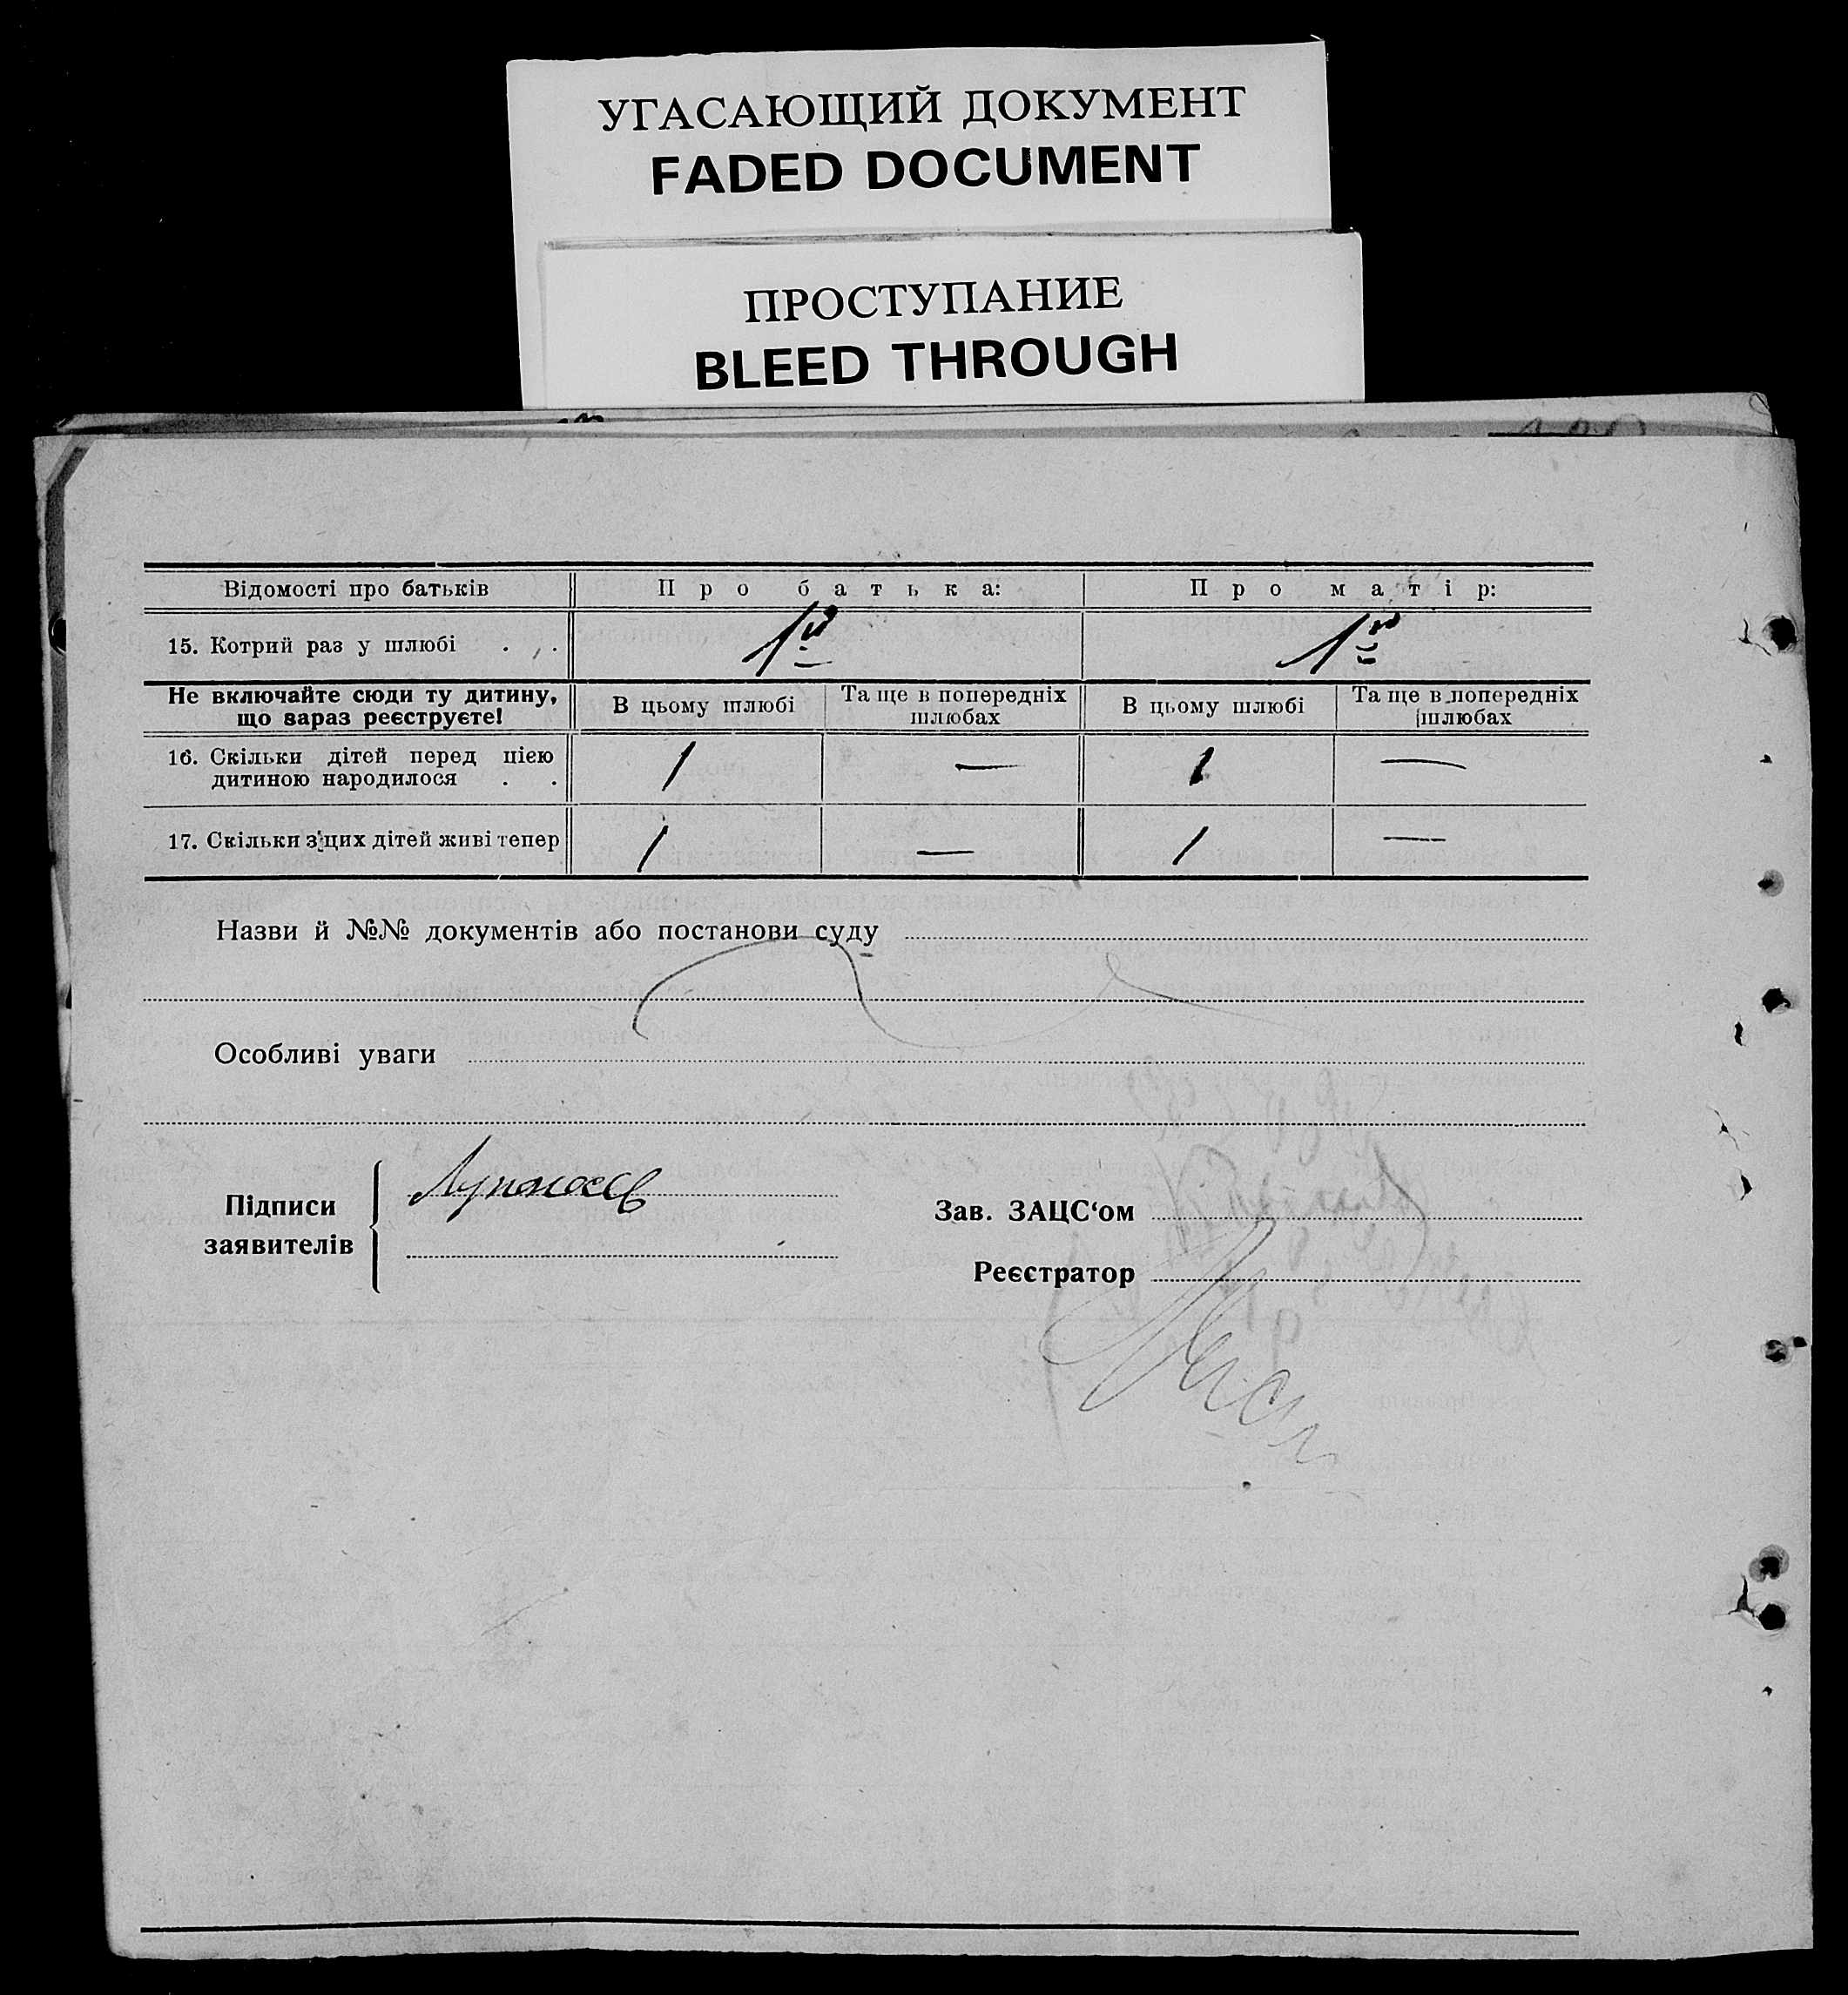 УГАСАЮЩИЙ ДОКУМЕНТ
FADED DOCUMENT
ПРОСТУПАНИЕ
BLEED THROUGH
Відомості про батьків Про батька: Про матір:
15. Котрий раз у шлюбі . . 1й 1й
Не включайте сюди ту дитину, що зараз реєструєте! В цьому шлюбі Та ще в попередніх шлюбах В цьому шлюбі Та ще в попередніх шлюбах
16. Скільки дітей перед цією дитиною народилося . . 1 — 1 —
17. Скільки з цих дітей живі тепер 1 — 1 —
Назви й №№ документів або постанови суду
Особливі уваги
Підписи заявителів
Зав. ЗАЦС‘ом
Реєстратор